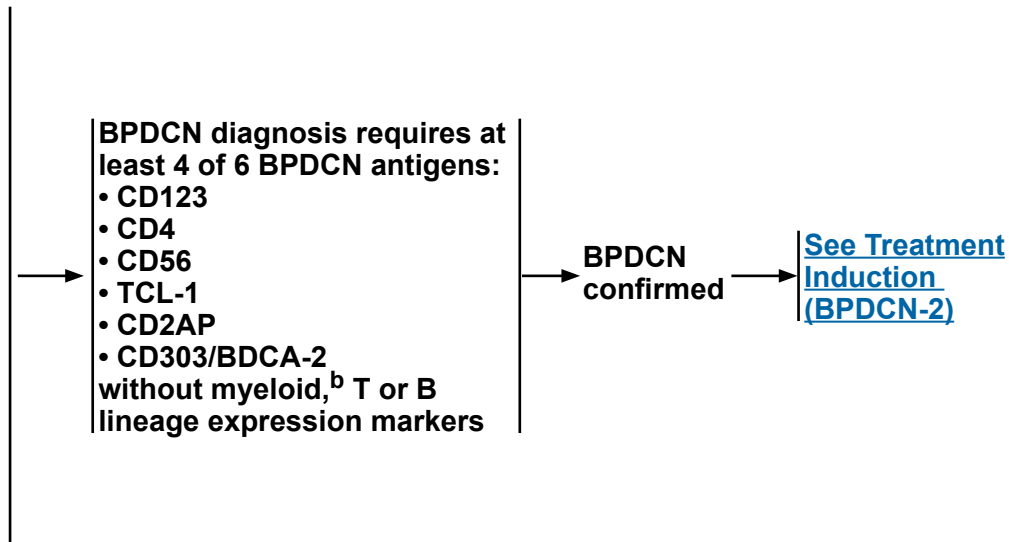 BPDCN diagnosis requires at
least 4 of 6 BPDCN antigens:
• CD123
• CD4
• CD56
• TCL-1
• CD2AP
• CD303/BDCA-2
without myeloid,b T or B
lineage expression markers
BPDCN
confirmed
See Treatment
Induction
(BPDCN-2)